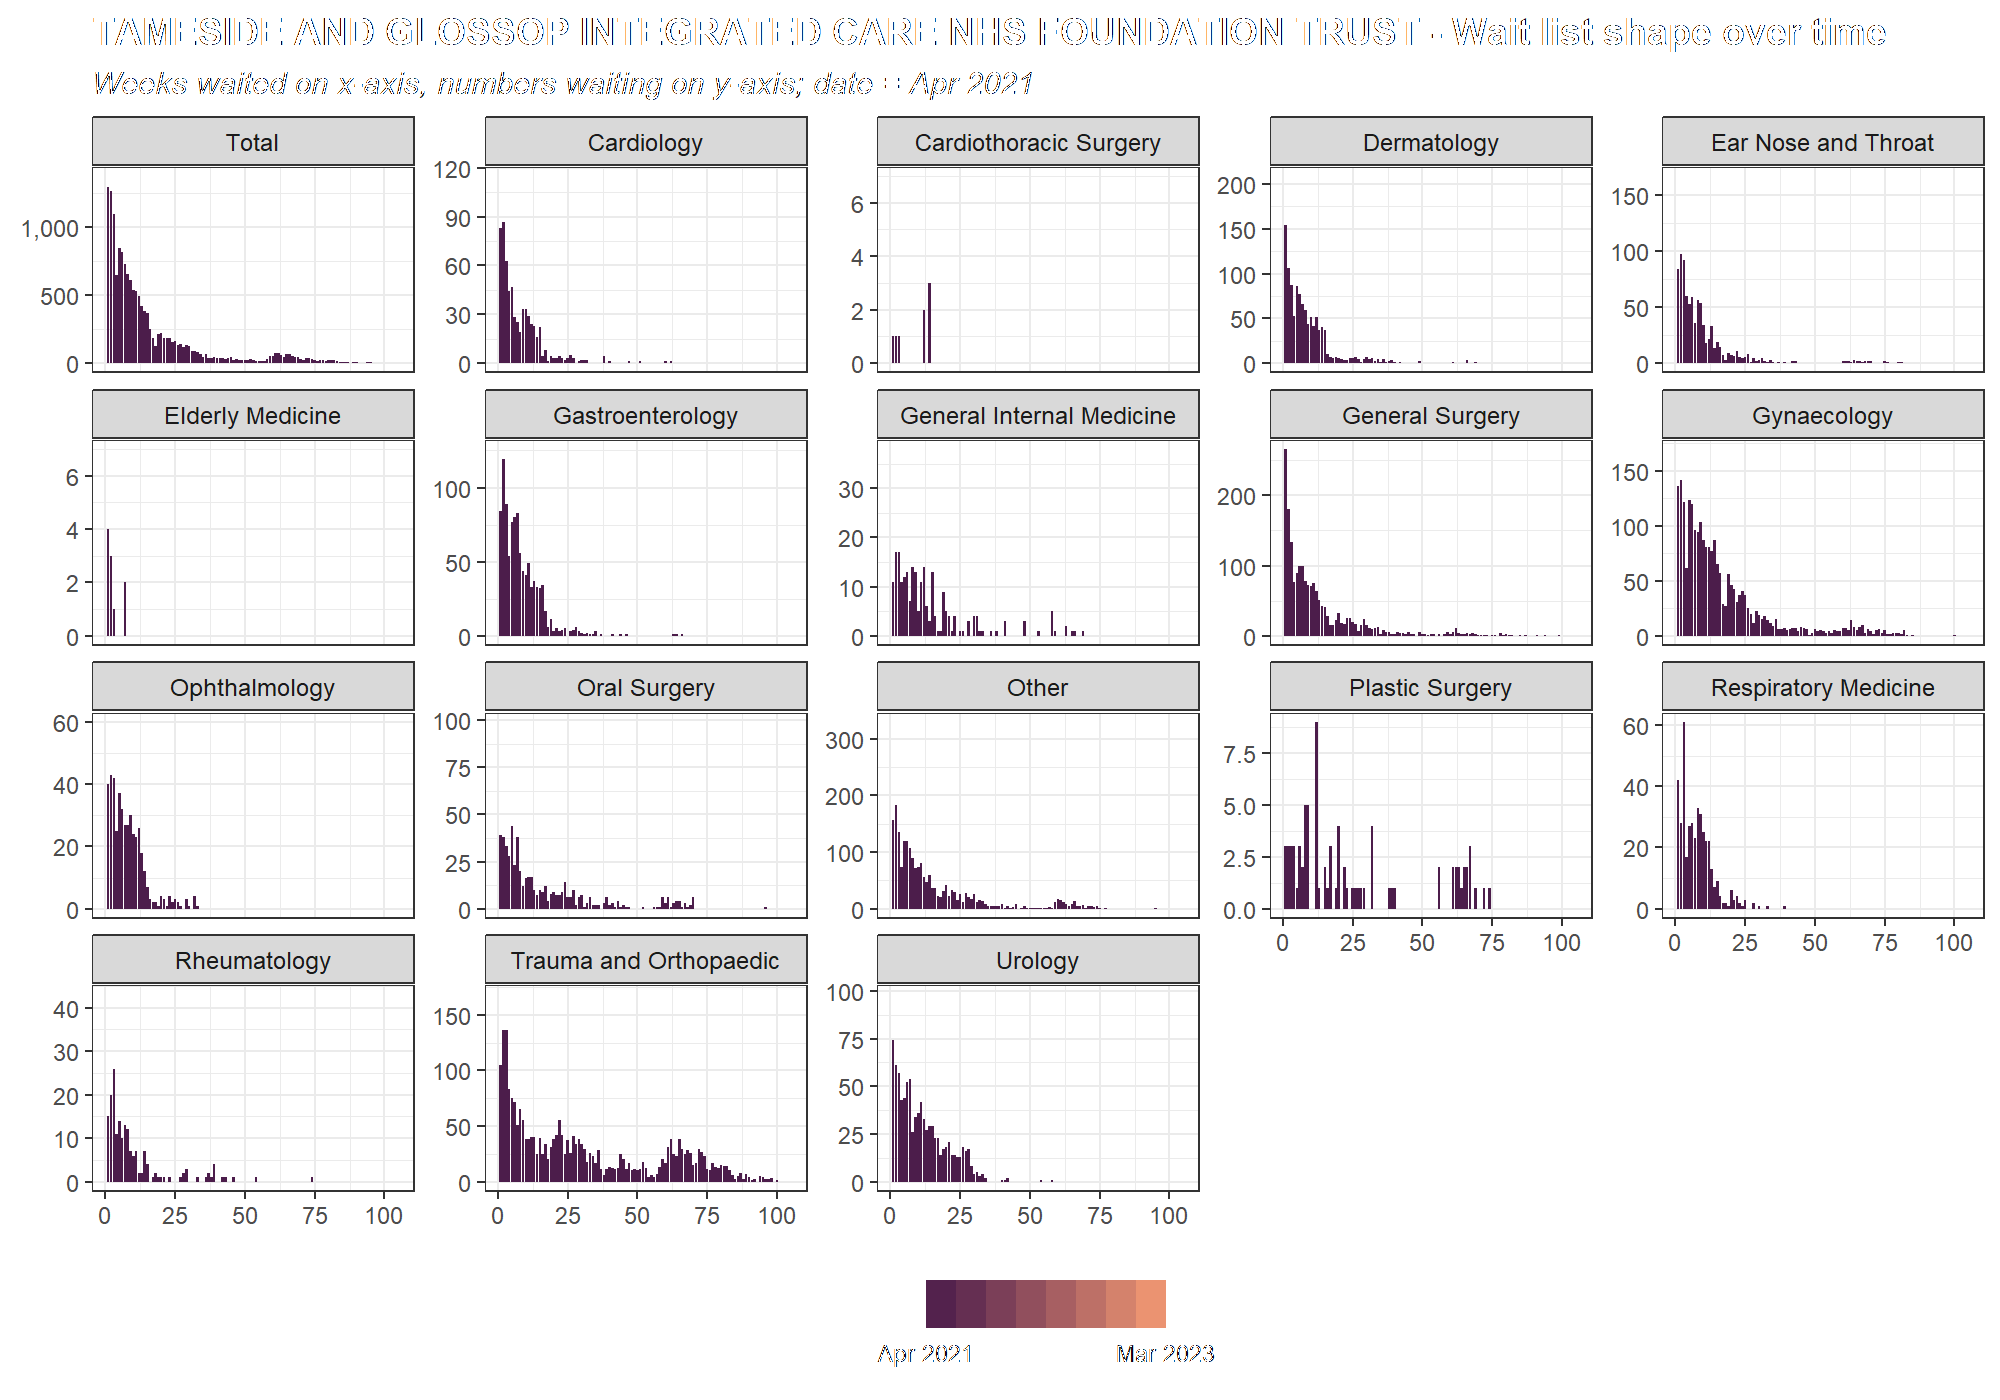 TAMESIDE AND GLOSSOP INTEGRATED CARE NHS FOUNDATION TRUST - Wait list shape over time
Weeks waited on x-axis, numbers waiting on y-axis; date = Apr 2021
Total
Cardiology
Cardiothoracic Surgery
Dermatology
Ear Nose and Throat
1,000
500
0
120
90
60
30
0
6
4
2
0
200
150
100
50
0
150
100
50
0
Elderly Medicine
Gastroenterology
General Internal Medicine
General Surgery
Gynaecology
6
4
2
0
100
50
0
30
20
10
0
200
100
0
150
100
50
0
Ophthalmology
Oral Surgery
Other
Plastic Surgery
Respiratory Medicine
60
40
20
0
100
75
50
25
0
300
200
100
0
7.5
5.0
2.5
0.0
60
40
20
0
0 25 50 75 100
0 25 50 75 100
Rheumatology
Trauma and Orthopaedic
Urology
40
30
20
10
0
150
100
50
0
100
75
50
25
0
0 25 50 75 100
0 25 50 75 100
0 25 50 75 100
Apr 2021
Mar 2023